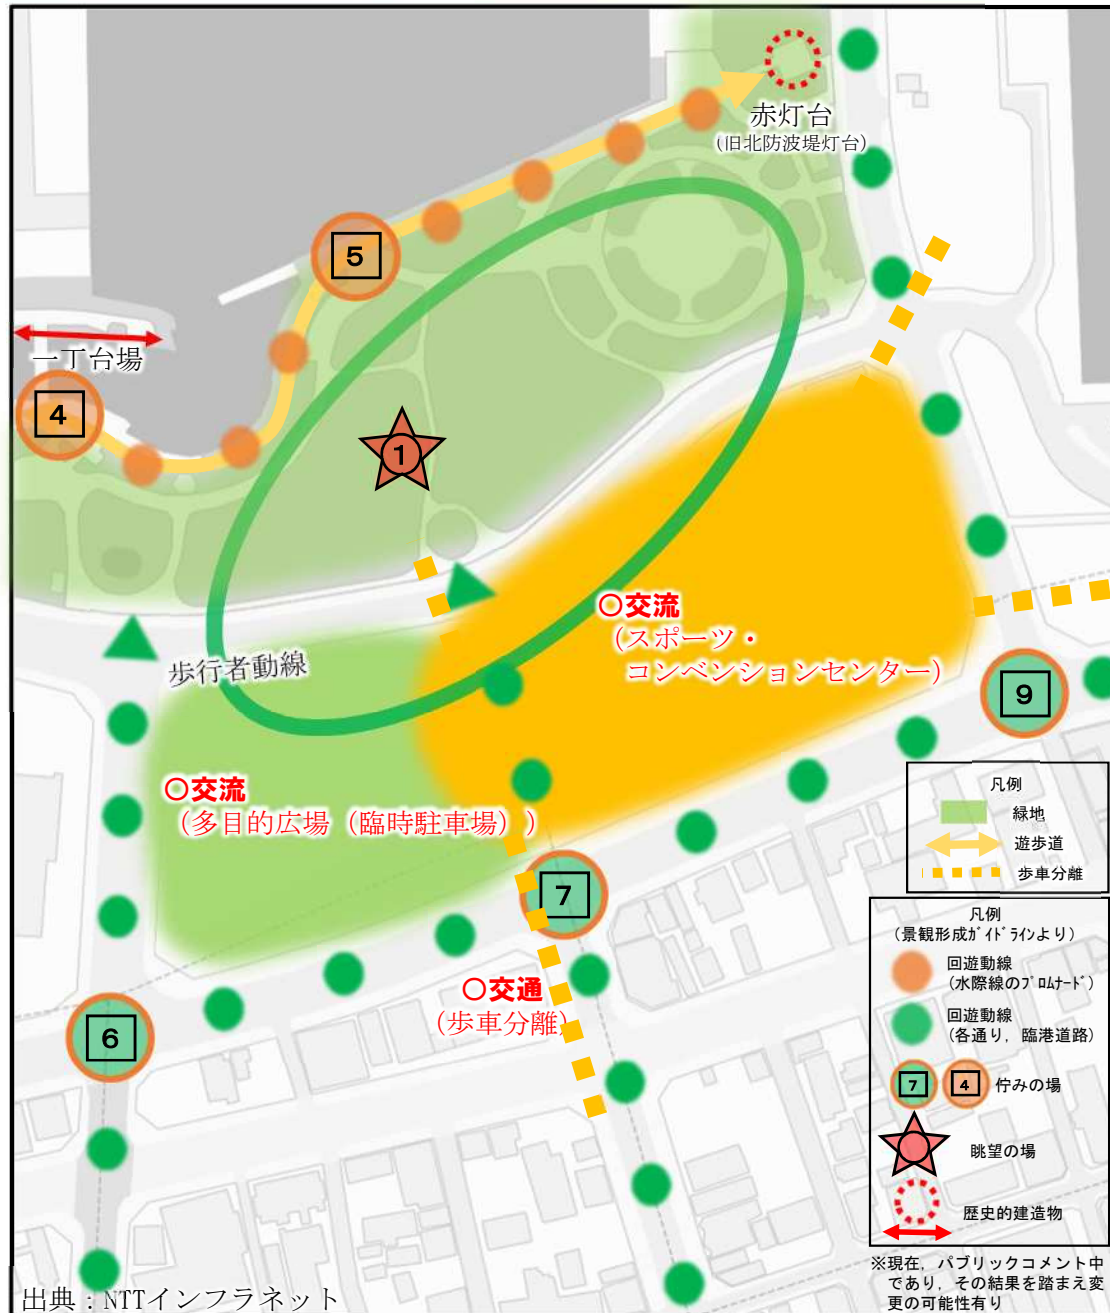 赤灯台
(旧北防波堤灯台)
5
一丁台場
4
1
○交流
(スポーツ・
コンベンションセンター)
歩行者動線
9
○交流
(多目的広場(臨時駐車場))
7
○交通
(歩車分離)
6
凡例
緑地
遊歩道
歩車分離
凡例
(景観形成ガイドラインより)
回遊動線
(水際線のプロムナード)
回遊動線
(各通り，臨港道路)
7
4
佇みの場
眺望の場
歴史的建造物
※現在，パブリックコメント中
であり，その結果を踏まえ変
更の可能性有り
出典：NTTインフラネット